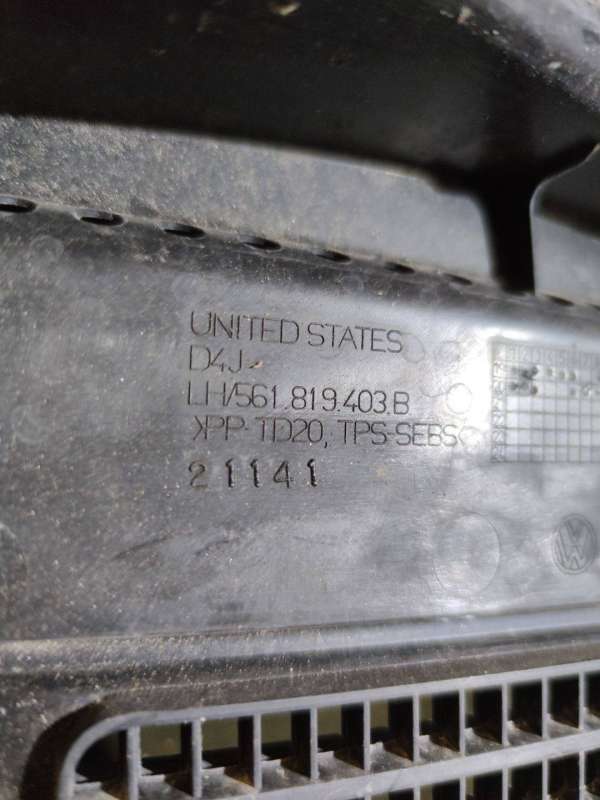 UNITED STATES
D4J
LH/561.819.403.B
>PP-TD20, TPS-SEBS<
21141